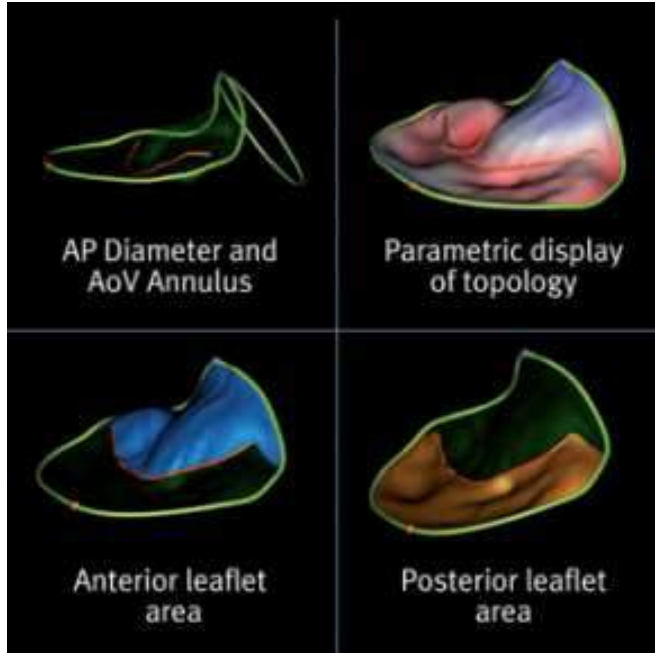 AP Diameter and
AoV Annulus
Parametric display
of topology
Anterior leaflet
area
Posterior leaflet
area